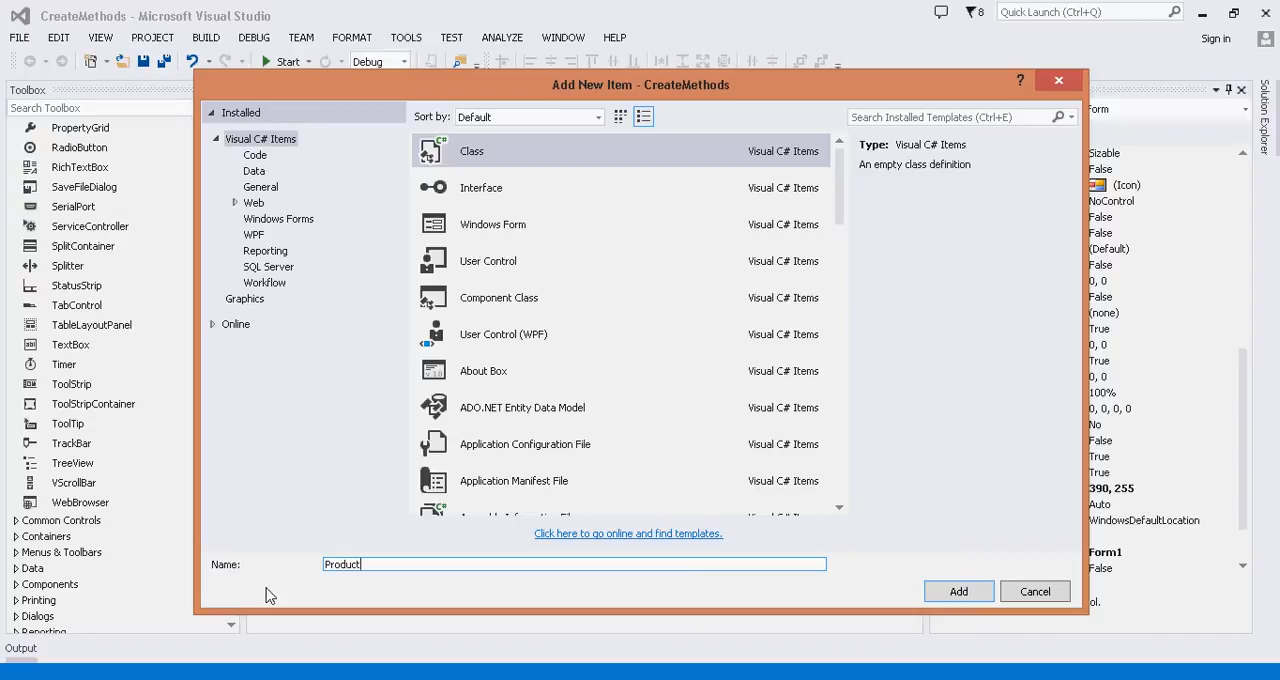 CreateMethods - Microsoft Visual Studio
8
Quick Launch (Ctrl+Q)
FILE EDIT VIEW PROJECT BUILD DEBUG TEAM FORMAT TOOLS TEST ANALYZE WINDOW HELP
Sign in
Start
Debug
Toolbox
Search Toolbox
PropertyGrid
RadioButton
RichTextBox
SaveFileDialog
SerialPort
ServiceController
SplitContainer
Splitter
StatusStrip
TabControl
TableLayoutPanel
TextBox
Timer
ToolStrip
ToolStripContainer
ToolTip
TrackBar
TreeView
VScrollBar
WebBrowser
Common Controls
Containers
Menus & Toolbars
Data
Components
Printing
Dialogs
Reporting
Output
Add New Item - CreateMethods
?
Installed
Visual C# Items
Code
Data
General
Web
Windows Forms
WPF
Reporting
SQL Server
Workflow
Graphics
Online
Sort by: Default
Class Visual C# Items
Interface Visual C# Items
Windows Form Visual C# Items
User Control Visual C# Items
Component Class Visual C# Items
User Control (WPF) Visual C# Items
About Box Visual C# Items
ADO.NET Entity Data Model Visual C# Items
Application Configuration File Visual C# Items
Application Manifest File Visual C# Items
Click here to go online and find templates.
Search Installed Templates (Ctrl+E)
Type: Visual C# Items
An empty class definition
Name: Product
Add Cancel
Solution Explorer
Form
Sizable
False
(Icon)
NoControl
False
False
(Default)
False
0, 0
False
(none)
True
0, 0
True
0, 0
100%
0, 0, 0, 0
No
False
True
True
390, 255
Auto
WindowsDefaultLocation
Form1
False
ol.